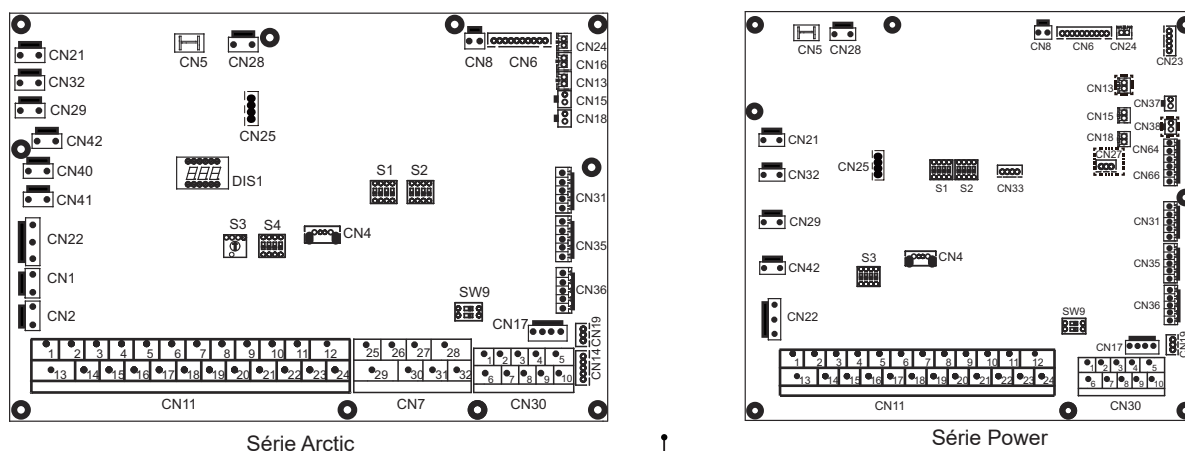 CN5 CN28 CN8 CN6 CN24
CN21
CN16
CN32
CN13
CN29
CN15
CN25
CN18
CN42
CN40
DIS1
S1 S2
CN41
CN31
S3 S4 CN4
CN22
CN35
CN1
CN36
CN2
SW9
CN17 CN19
1 2 3 4 5 6 7 8 9 10 11 12
13 14 15 16 17 18 19 20 21 22 23 24
25 26 27 28
29 30 31 32
1 2 3 4 5
6 7 8 9 10
CN14
CN11 CN7 CN30
Série Arctic
CN5 CN28 CN8 CN6 CN24
CN23
CN13
CN37
CN15
CN38
CN18
CN21
CN27 CN64
CN25
CN32
S1 S2 CN33
CN66
CN29
CN31
CN42
S3 CN4
CN35
CN22
CN36
SW9
CN17 CN19
1 2 3 4 5 6 7 8 9 10 11 12
13 14 15 16 17 18 19 20 21 22 23 24
1 2 3 4 5
6 7 8 9 10
CN11 CN30
Série Power